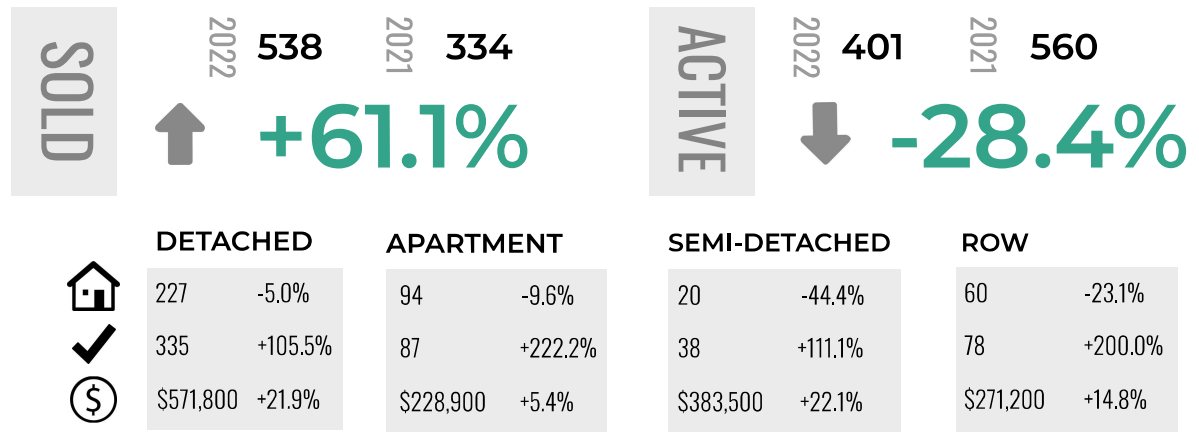 SOLD
2022 538 2021 334
+61.1%
ACTIVE
2022 401 2021 560
-28.4%
DETACHED
227 -5.0%
335 +105.5%
$571,800 +21.9%
APARTMENT
94 -9.6%
87 +222.2%
$228,900 +5.4%
SEMI-DETACHED
20 -44.4%
38 +111.1%
$383,500 +22.1%
ROW
60 -23.1%
78 +200.0%
$271,200 +14.8%
$